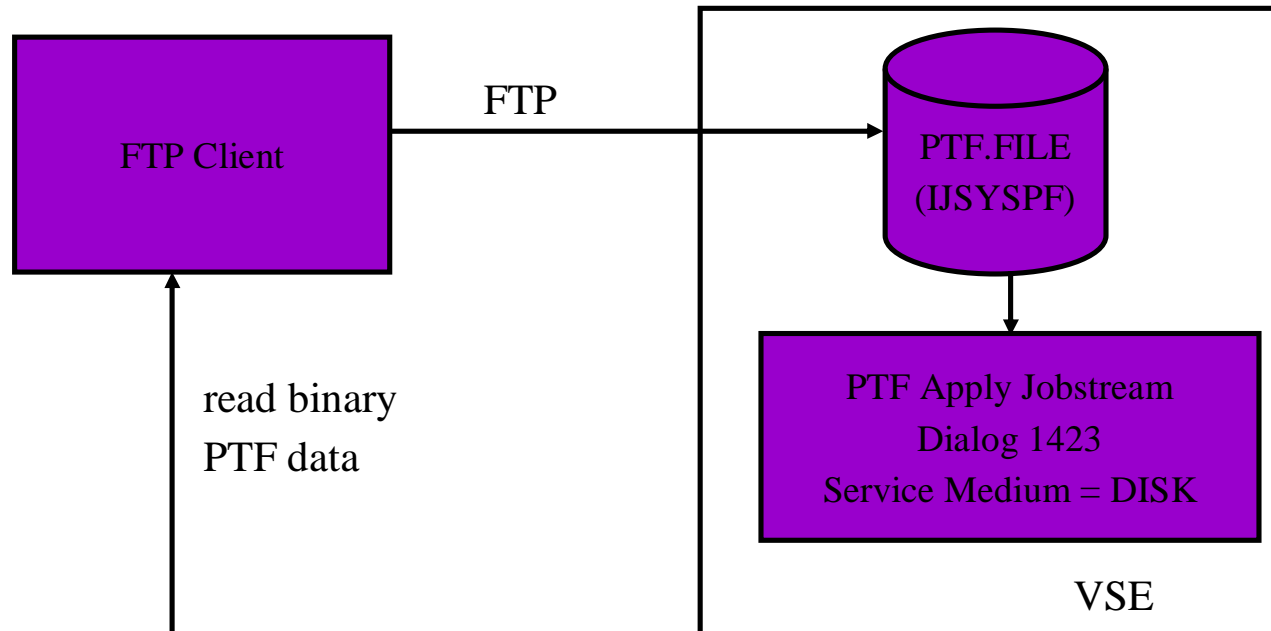 FTP Client
FTP
PTF.FILE
(IJSYSPF)
read binary
PTF data
PTF Apply Jobstream
Dialog 1423
Service Medium = DISK
VSE